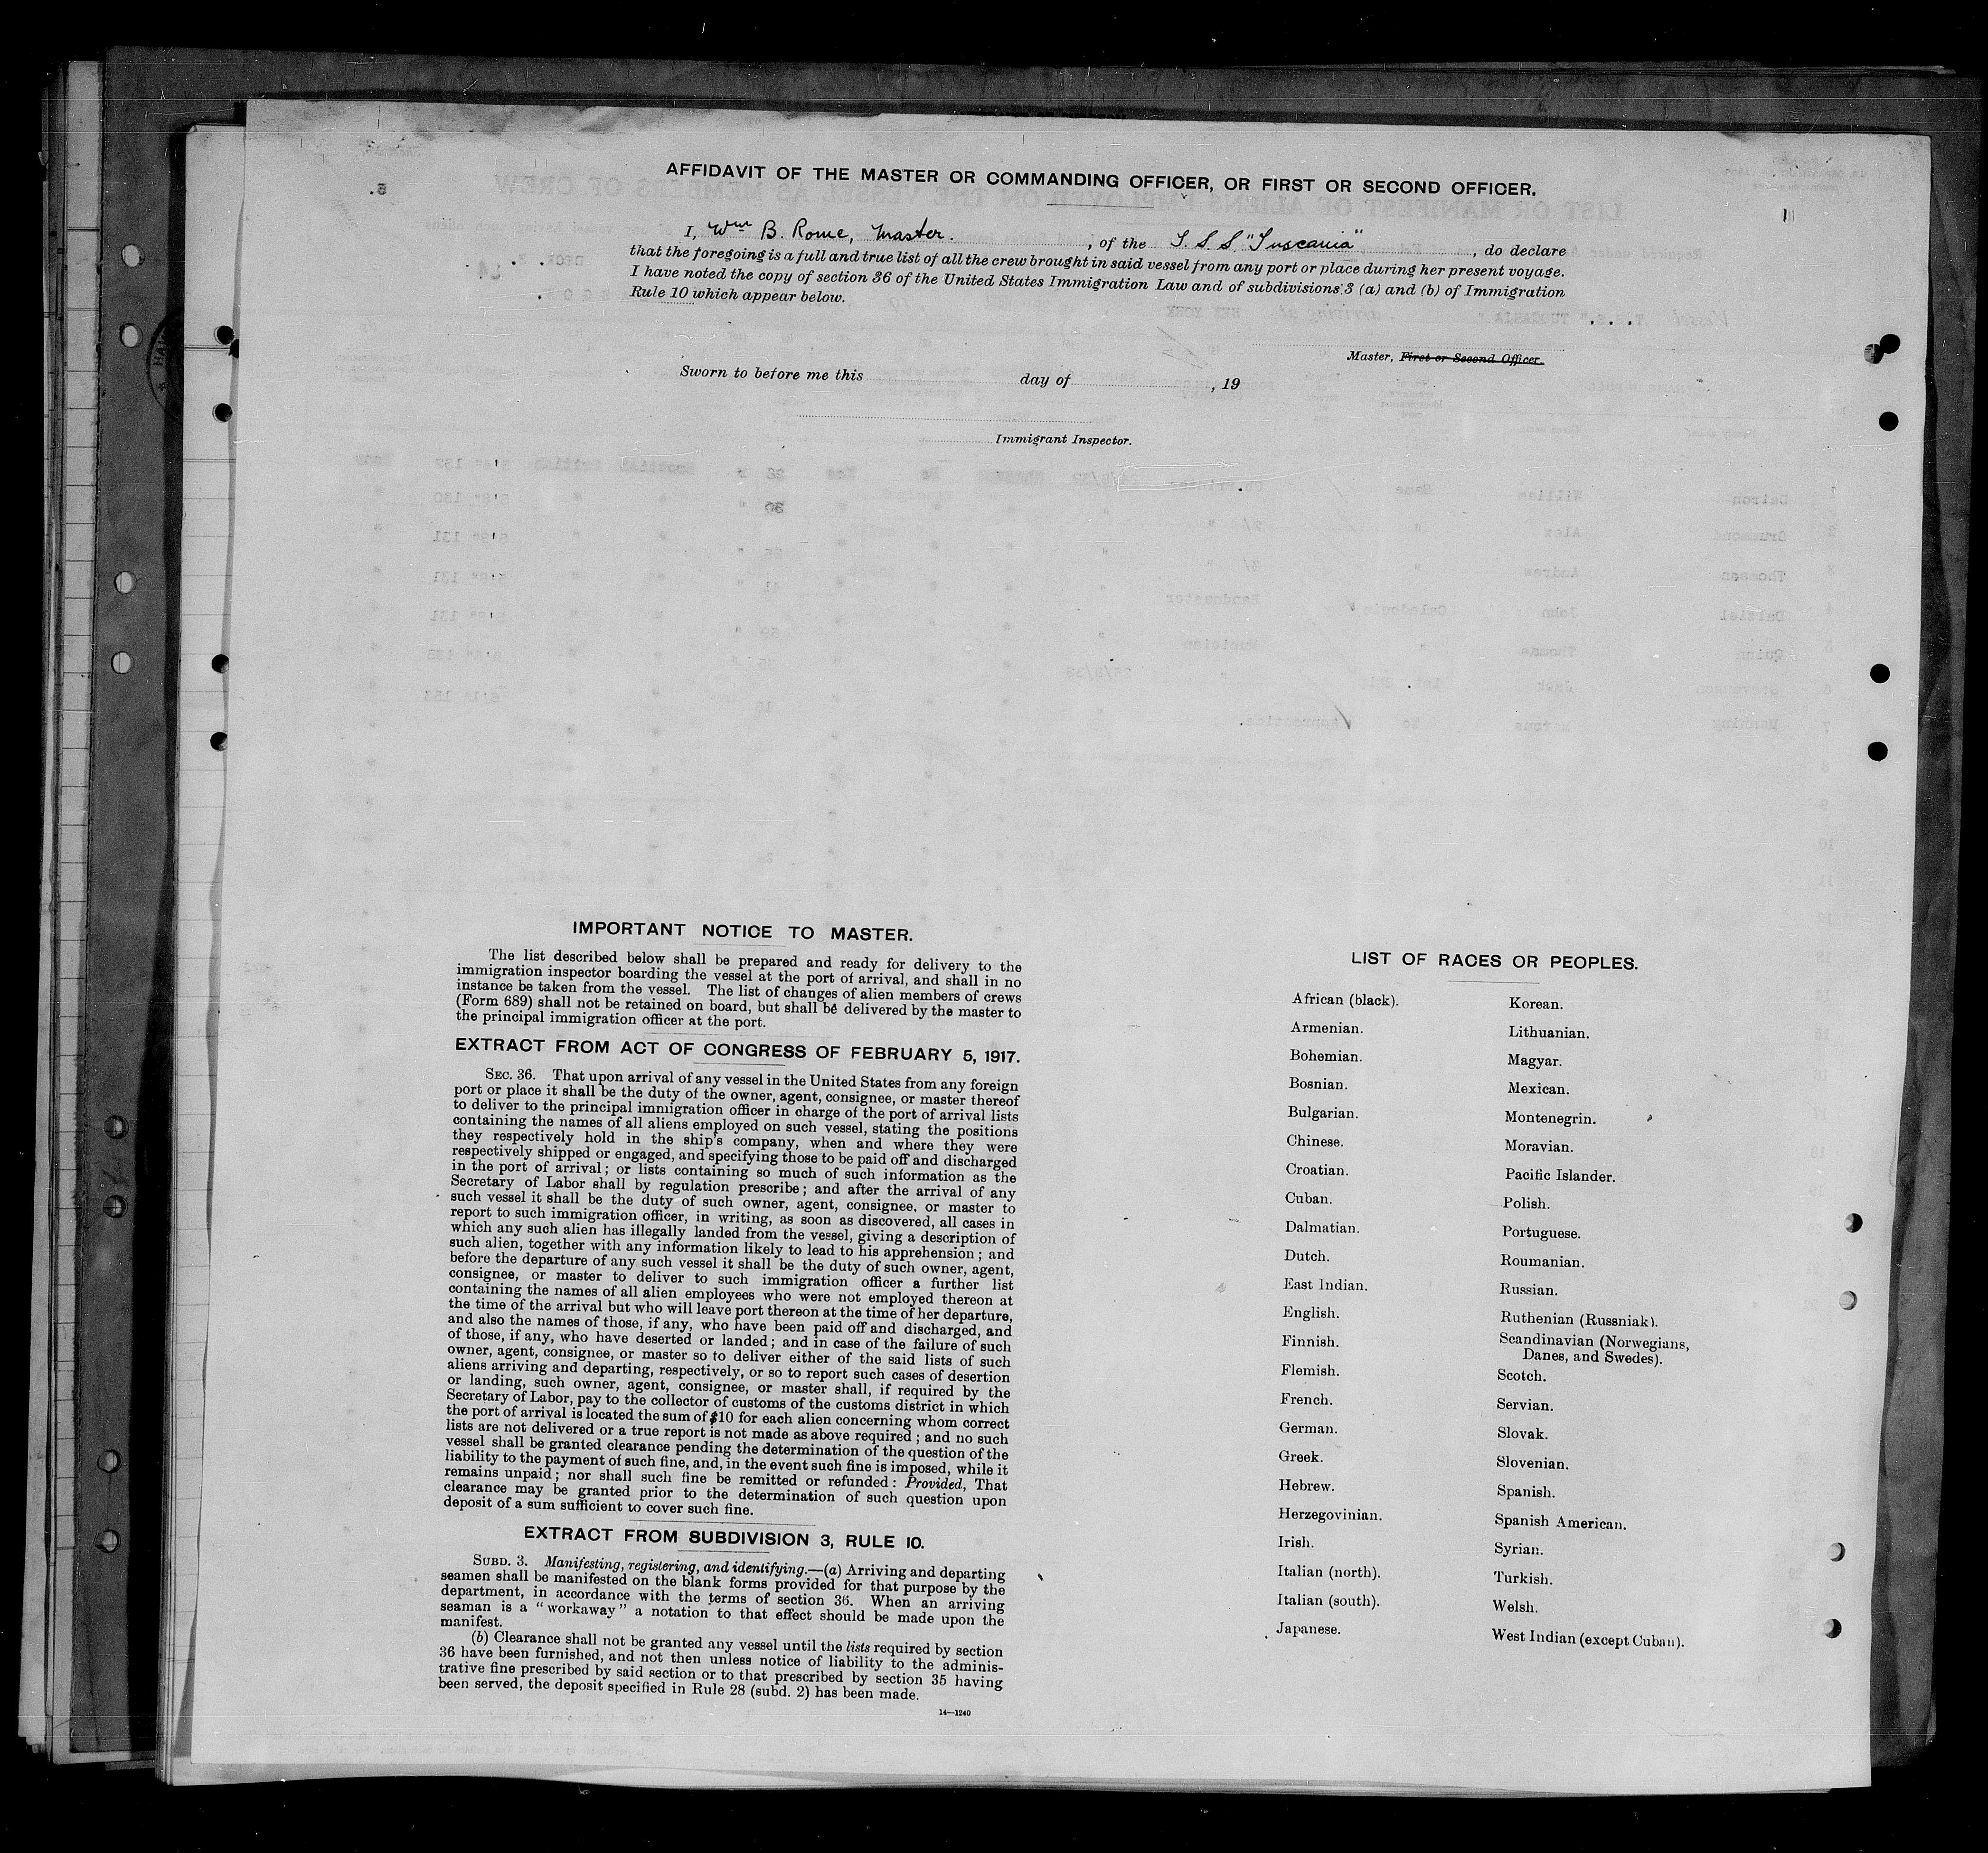 AFFIDAVIT OF THE MASTER OR COMMANDING OFFICER, OR FIRST OR SECOND OFFICER.
I, Wm B. Rome, Master. , of the T. S. S. "Tuscania" , do declare
that the foregoing is a full and true list of all the crew brought in said vessel from any port or place during her present voyage.
I have noted the copy of section 36 of the United States Immigration Law and of subdivisions 3 (a) and (b) of Immigration
Rule 10 which appear below.
Master, First or Second Officer.
Sworn to before me this day of , 19
Immigrant Inspector.
IMPORTANT NOTICE TO MASTER.
The list described below shall be prepared and ready for delivery to the
immigration inspector boarding the vessel at the port of arrival, and shall in no
instance be taken from the vessel. The list of changes of alien members of crews
(Form 689) shall not be retained on board, but shall be delivered by the master to
the principal immigration officer at the port.
EXTRACT FROM ACT OF CONGRESS OF FEBRUARY 5, 1917.
SEC. 36. That upon arrival of any vessel in the United States from any foreign
port or place it shall be the duty of the owner, agent, consignee, or master thereof
to deliver to the principal immigration officer in charge of the port of arrival lists
containing the names of all aliens employed on such vessel, stating the positions
they respectively hold in the ship's company, when and where they were
respectively shipped or engaged, and specifying those to be paid off and discharged
in the port of arrival; or lists containing so much of such information as the
Secretary of Labor shall by regulation prescribe; and after the arrival of any
such vessel it shall be the duty of such owner, agent, consignee, or master to
report to such immigration officer, in writing, as soon as discovered, all cases in
which any such alien has illegally landed from the vessel, giving a description of
such alien, together with any information likely to lead to his apprehension; and
before the departure of any such vessel it shall be the duty of such owner, agent,
consignee, or master to deliver to such immigration officer a further list
containing the names of all alien employees who were not employed thereon at
the time of the arrival but who will leave port thereon at the time of her departure,
and also the names of those, if any, who have been paid off and discharged, and
of those, if any, who have deserted or landed; and in case of the failure of such
owner, agent, consignee, or master so to deliver either of the said lists of such
aliens arriving and departing, respectively, or so to report such cases of desertion
or landing, such owner, agent, consignee, or master shall, if required by the
Secretary of Labor, pay to the collector of customs of the customs district in which
the port of arrival is located the sum of $10 for each alien concerning whom correct
lists are not delivered or a true report is not made as above required; and no such
vessel shall be granted clearance pending the determination of the question of the
liability to the payment of such fine, and, in the event such fine is imposed, while it
remains unpaid; nor shall such fine be remitted or refunded: Provided, That
clearance may be granted prior to the determination of such question upon
deposit of a sum sufficient to cover such fine.
EXTRACT FROM SUBDIVISION 3, RULE 10.
SUBD. 3. Manifesting, registering, and identifying.—(a) Arriving and departing
seamen shall be manifested on the blank forms provided for that purpose by the
department, in accordance with the terms of section 36. When an arriving
seaman is a "workaway" a notation to that effect should be made upon the
manifest.
(b) Clearance shall not be granted any vessel until the lists required by section
36 have been furnished, and not then unless notice of liability to the adminis-
trative fine prescribed by said section or to that prescribed by section 35 having
been served, the deposit specified in Rule 28 (subd. 2) has been made.
14—1240
LIST OF RACES OR PEOPLES.
African (black).
Armenian.
Bohemian.
Bosnian.
Bulgarian.
Chinese.
Croatian.
Cuban.
Dalmatian.
Dutch.
East Indian.
English.
Finnish.
Flemish.
French.
German.
Greek.
Hebrew.
Herzegovinian.
Irish.
Italian (north).
Italian (south).
Japanese.
Korean.
Lithuanian.
Magyar.
Mexican.
Montenegrin.
Moravian.
Pacific Islander.
Polish.
Portuguese.
Roumanian.
Russian.
Ruthenian (Russniak).
Scandinavian (Norwegians,
Danes, and Swedes).
Scotch.
Servian.
Slovak.
Slovenian.
Spanish.
Spanish American.
Syrian.
Turkish.
Welsh.
West Indian (except Cuban).